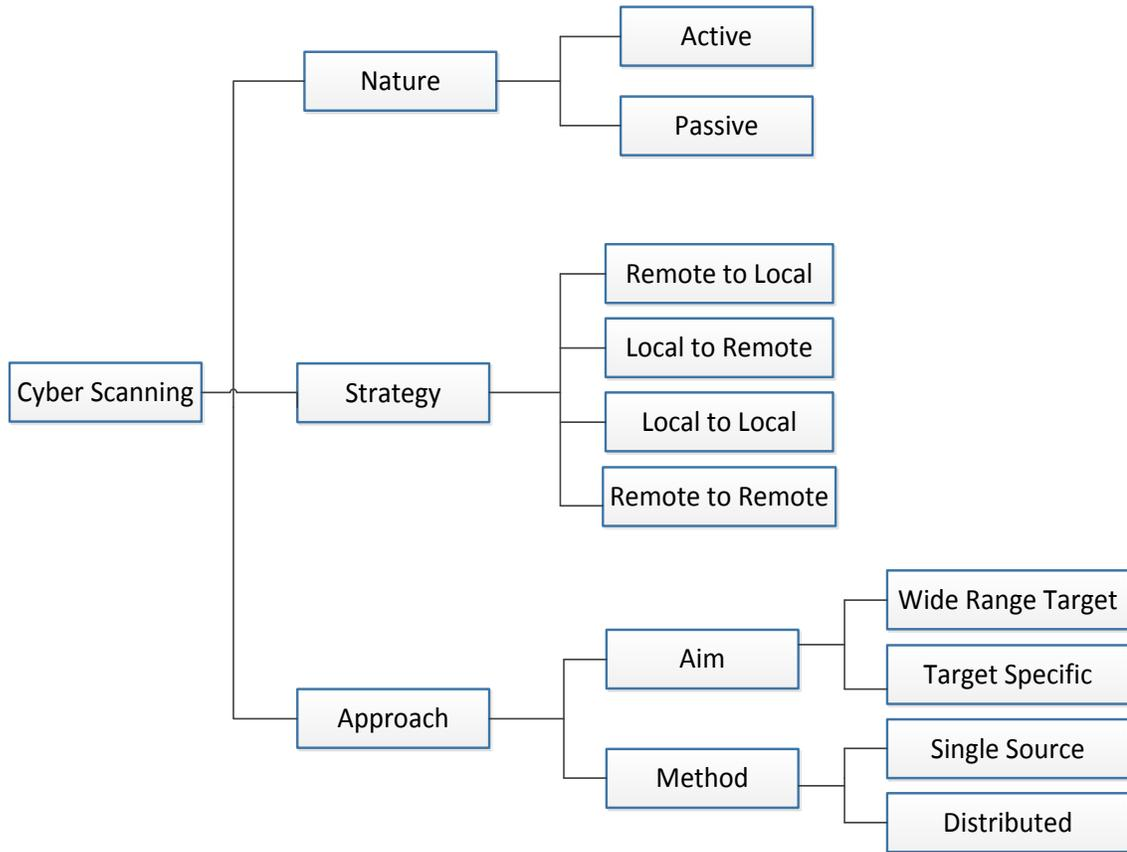 Active
Nature
Passive
Remote to Local
Local to Remote
Cyber Scanning
Strategy
Local to Local
Remote to Remote
Wide Range Target
Aim
Target Specific
Approach
Single Source
Method
Distributed